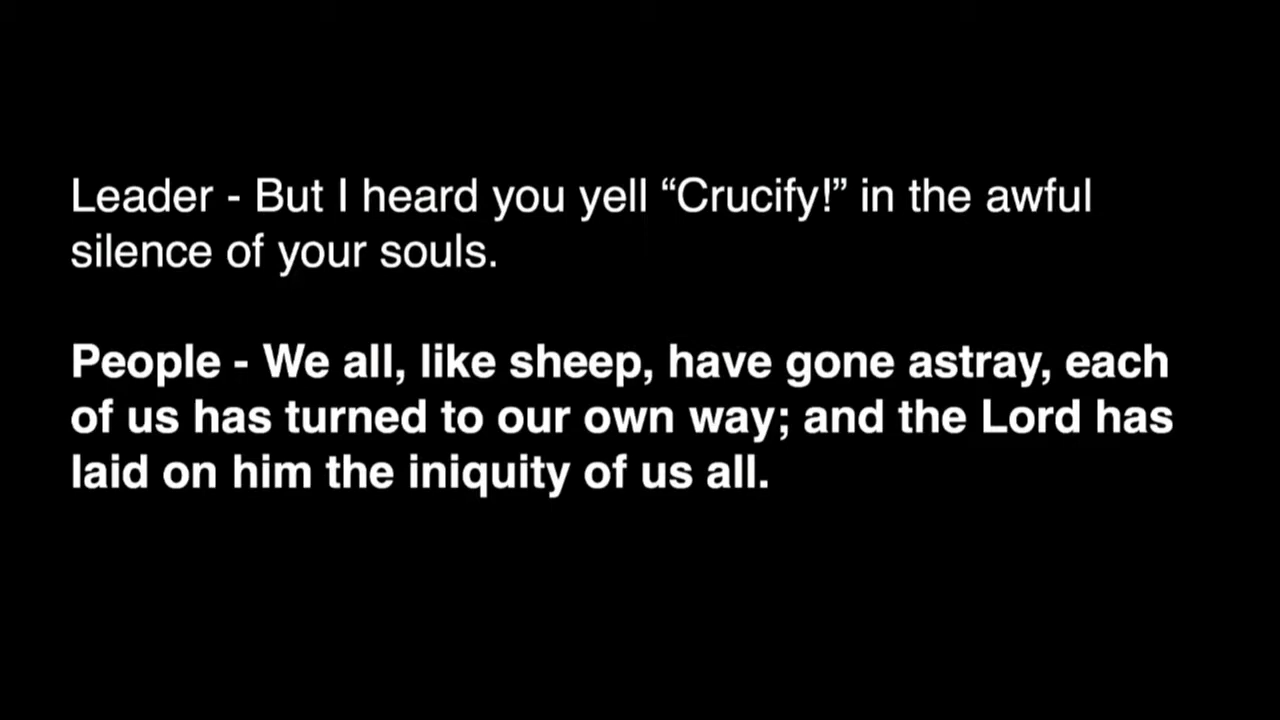 Leader - But I heard you yell “Crucify!” in the awful
silence of your souls.
People - We all, like sheep, have gone astray, each
of us has turned to our own way; and the Lord has
laid on him the iniquity of us all.